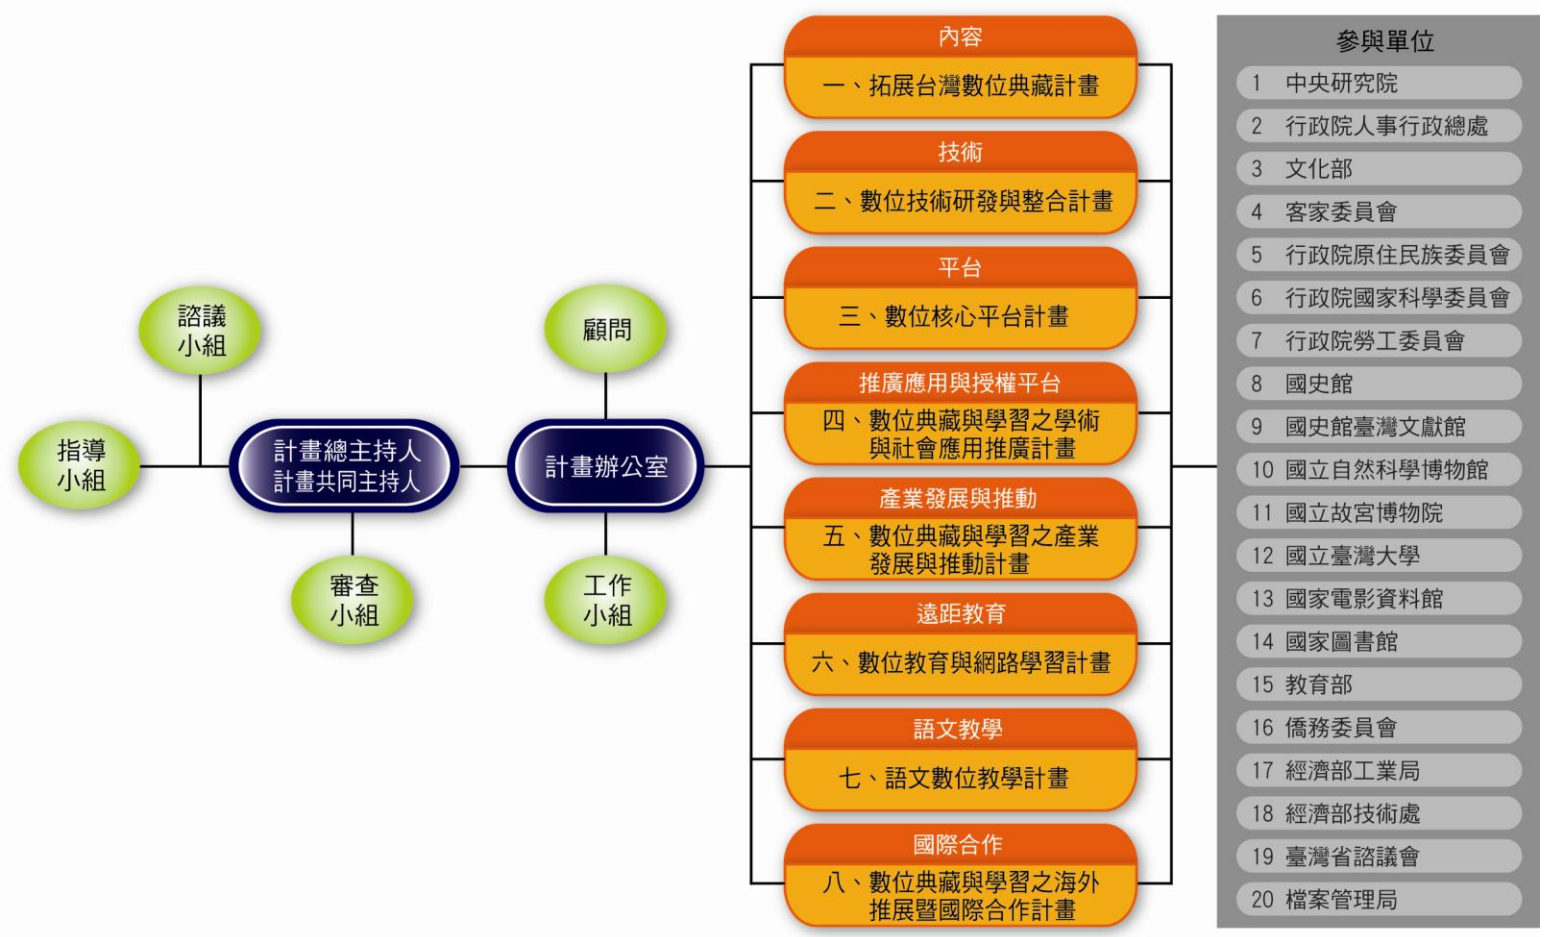 指導
小組
諮議
小組
計畫總主持人
計畫共同主持人
審查
小組
顧問
計畫辦公室
工作
小組
內容
一、拓展台灣數位典藏計畫
技術
二、數位技術研發與整合計畫
平台
三、數位核心平台計畫
推廣應用與授權平台
四、數位典藏與學習之學術
與社會應用推廣計畫
產業發展與推動
五、數位典藏與學習之產業
發展與推動計畫
遠距教育
六、數位教育與網路學習計畫
語文教學
七、語文數位教學計畫
國際合作
八、數位典藏與學習之海外
推展暨國際合作計畫
參與單位
1 中央研究院
2 行政院人事行政總處
3 文化部
4 客家委員會
5 行政院原住民族委員會
6 行政院國家科學委員會
7 行政院勞工委員會
8 國史館
9 國史館臺灣文獻館
10 國立自然科學博物館
11 國立故宮博物院
12 國立臺灣大學
13 國家電影資料館
14 國家圖書館
15 教育部
16 僑務委員會
17 經濟部工業局
18 經濟部技術處
19 臺灣省諮議會
20 檔案管理局